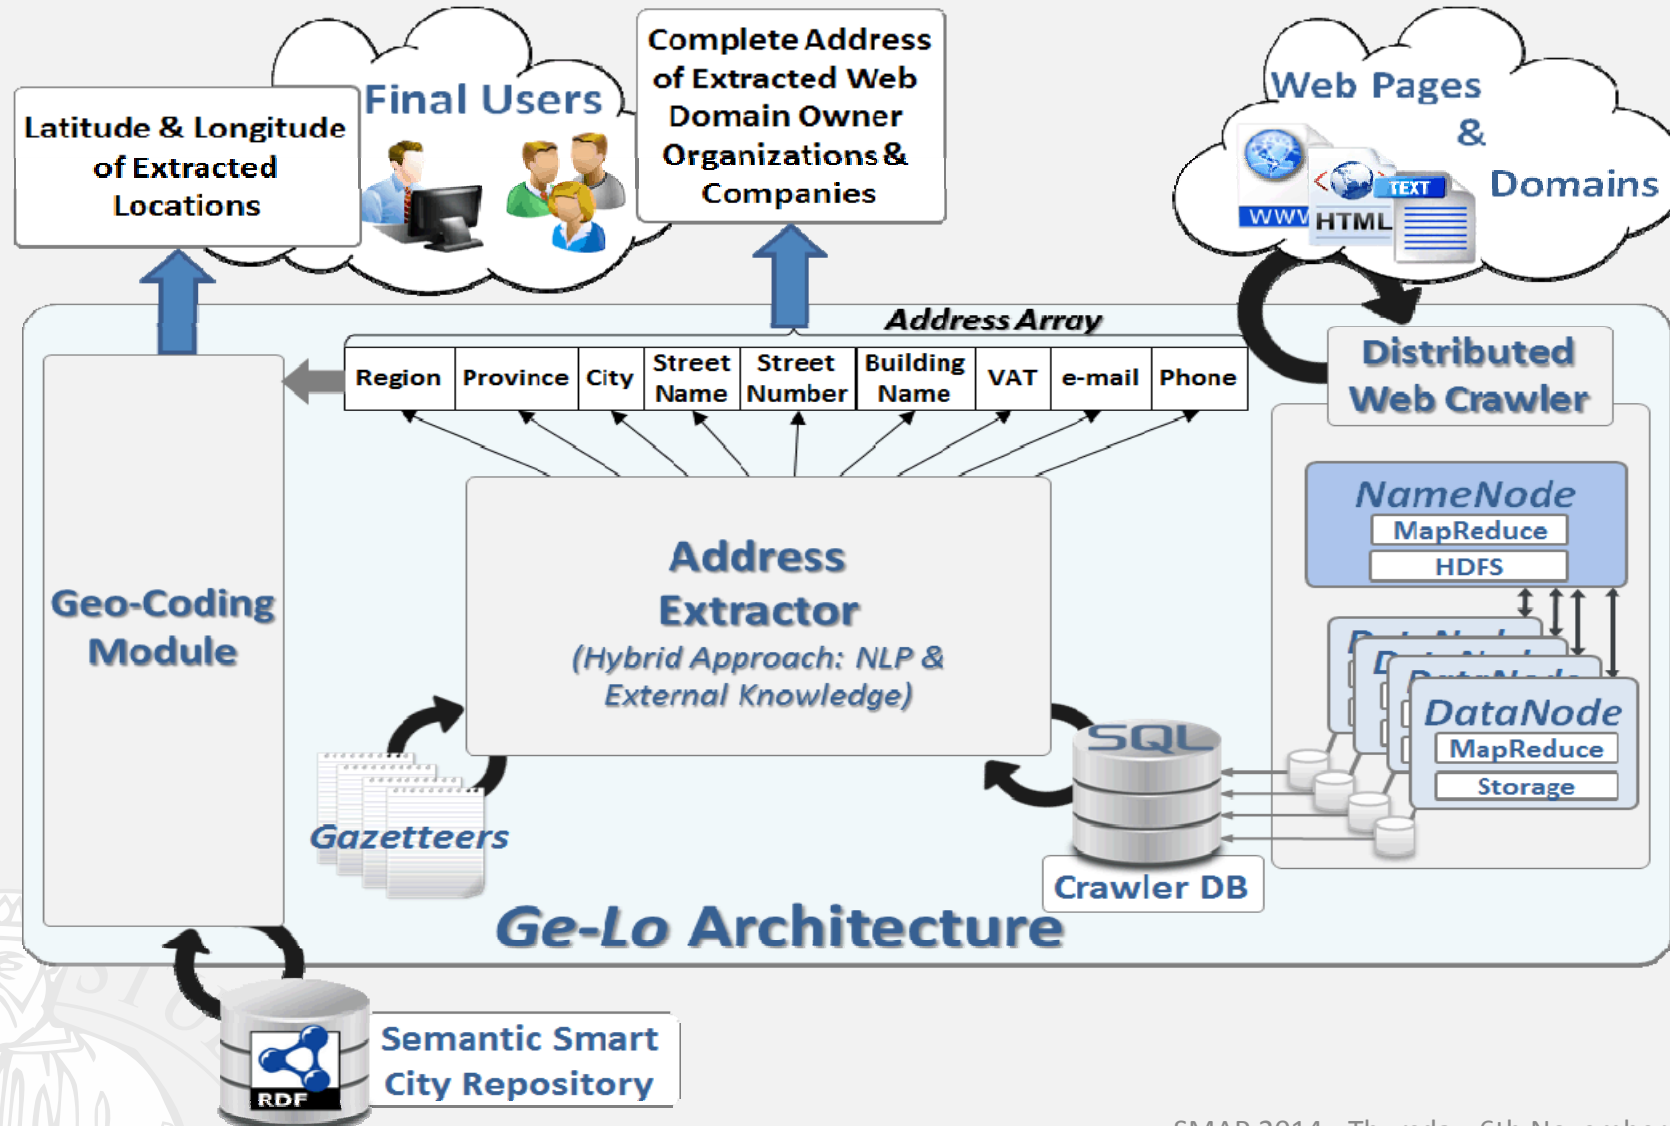 Latitude & Longitude
of Extracted
Locations
Final Users
Complete Address
of Extracted Web
Domain Owner
Organizations &
Companies
Web Pages
&
Domains
WWW
HTML
TEXT
Address Array
Region
Province
City
Street
Name
Street
Number
Building
Name
VAT
e-mail
Phone
Distributed
Web Crawler
NameNode
MapReduce
HDFS
DataNode
DataNode
DataNode
DataNode
MapReduce
Storage
Geo-Coding
Module
Address
Extractor
(Hybrid Approach: NLP &
External Knowledge)
Gazetteers
SQL
Crawler DB
Ge-Lo Architecture
RDF
Semantic Smart
City Repository